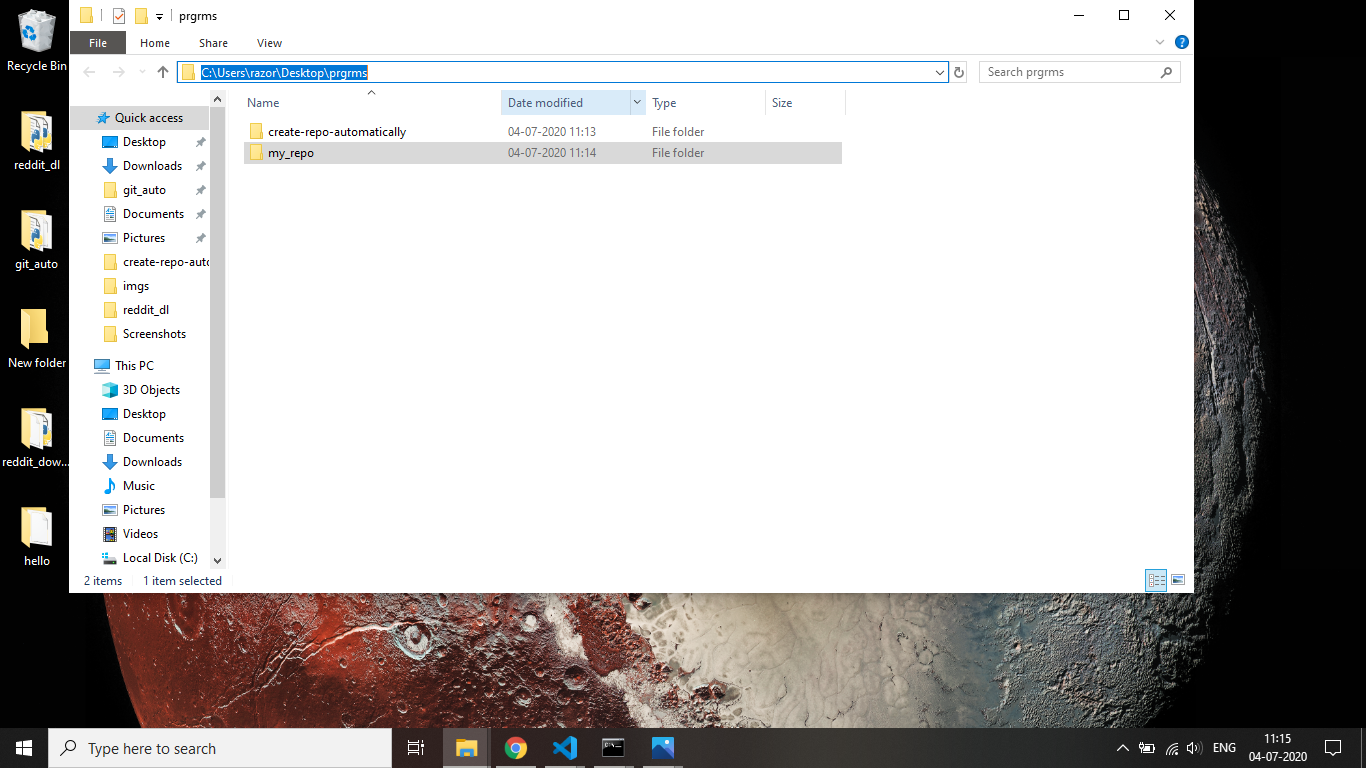 prgrms
File Home Share View
C:\Users\razor\Desktop\prgrms
Search prgrms
Name Date modified Type Size
create-repo-automatically 04-07-2020 11:13 File folder
my_repo 04-07-2020 11:14 File folder
Quick access
Desktop
Downloads
git_auto
Documents
Pictures
create-repo-auto
imgs
reddit_dl
Screenshots
This PC
3D Objects
Desktop
Documents
Downloads
Music
Pictures
Videos
Local Disk (C:)
2 items 1 item selected
Recycle Bin
reddit_dl
git_auto
New folder
reddit_dow...
hello
Type here to search
ENG
11:15
04-07-2020